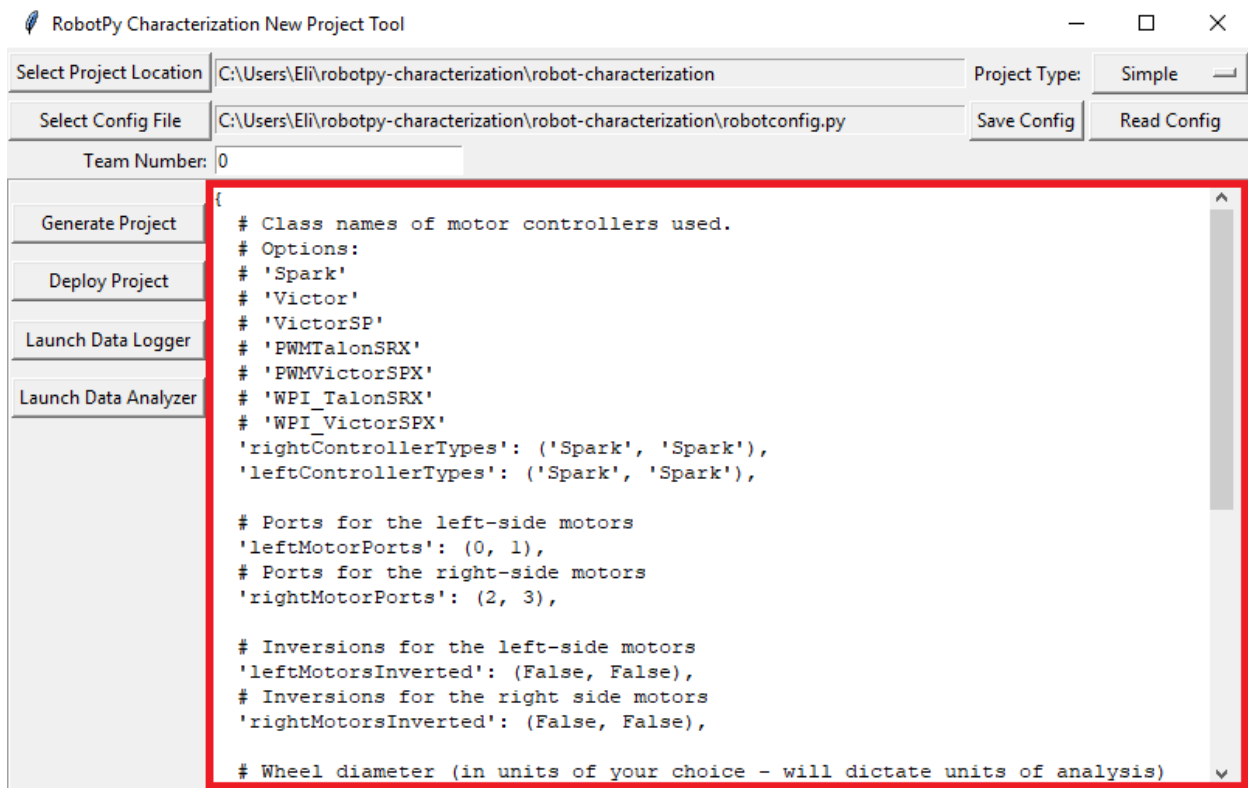 RobotPy Characterization New Project Tool
Select Project Location C:\Users\Eli\robotpy-characterization\robot-characterization Project Type: Simple
Select Config File C:\Users\Eli\robotpy-characterization\robot-characterization\robotconfig.py Save Config Read Config
Team Number: 0
Generate Project
Deploy Project
Launch Data Logger
Launch Data Analyzer
{
# Class names of motor controllers used.
# Options:
# 'Spark'
# 'Victor'
# 'VictorSP'
# 'PWMTalonSRX'
# 'PWMVictorSPX'
# 'WPI_TalonSRX'
# 'WPI_VictorSPX'
'rightControllerTypes': ('Spark', 'Spark'),
'leftControllerTypes': ('Spark', 'Spark'),
# Ports for the left-side motors
'leftMotorPorts': (0, 1),
# Ports for the right-side motors
'rightMotorPorts': (2, 3),
# Inversions for the left-side motors
'leftMotorsInverted': (False, False),
# Inversions for the right side motors
'rightMotorsInverted': (False, False),
# Wheel diameter (in units of your choice - will dictate units of analysis)